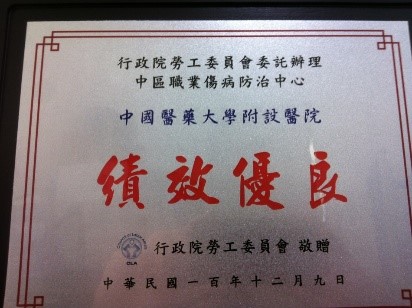 行政院勞工委員會委託辦理
中區職業傷病防治中心
中國醫藥大學附設醫院
績效優良
行政院勞工委員會 敬贈
中華民國一百年十二月九日